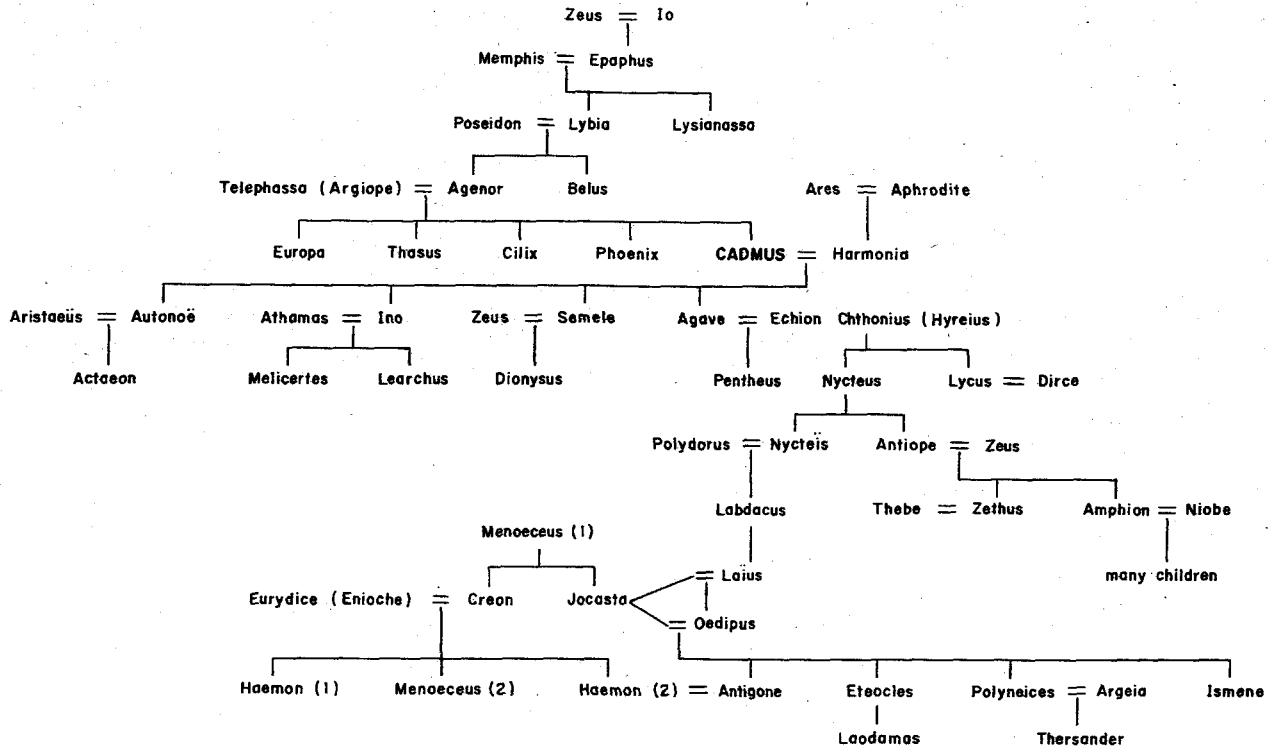 Zeus = Io
Memphis = Epaphus
Poseidon = Lybia Lysianassa
Telephassa (Argiope) = Agenor Belus Ares = Aphrodite
Europa Thasus Cilix Phoenix CADMUS = Harmonia
Aristaeüs = Autonoë Athamas = Ino Zeus = Semele Agave = Echion Chthonius (Hyreius)
Actaeon Melicertes Learchus Dionysus Pentheus Nycteus Lycus = Dirce
Polydorus = Nycteïs Antiope = Zeus
Labdacus Thebe = Zethus Amphion = Niobe
Menoeceus (1)
= Laïus many children
Eurydice (Enioche) = Creon Jocasta
= Oedipus
Haemon (1) Menoeceus (2) Haemon (2) = Antigone Eteocles Polyneices = Argeia Ismene
Laodamas Thersander